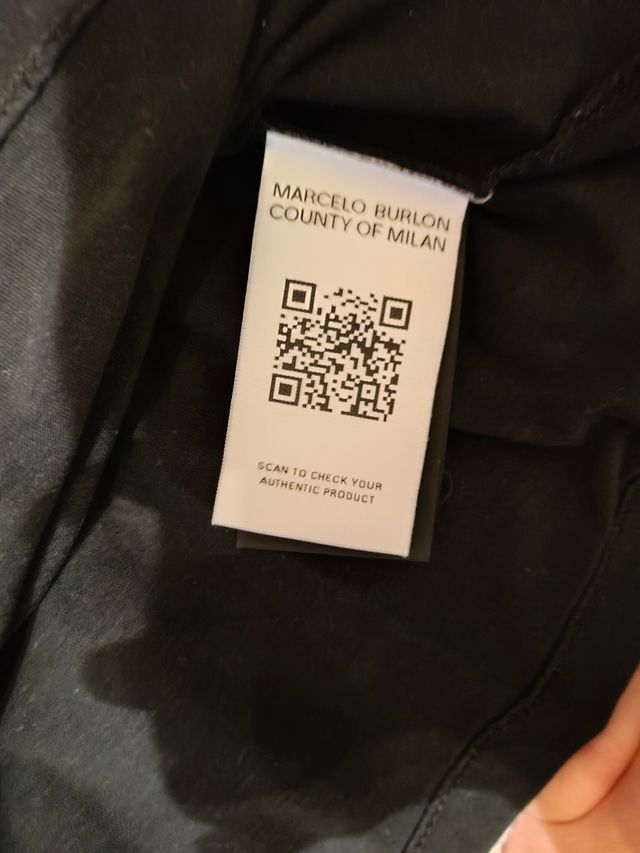 MARCELO BURLON
COUNTY OF MILAN
SCAN TO CHECK YOUR
AUTHENTIC PRODUCT